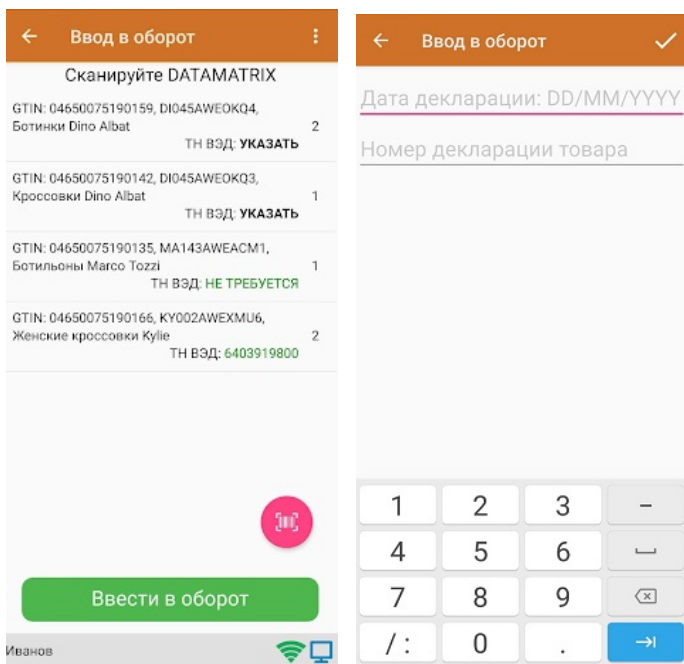 Ввод в оборот
Сканируйте DATAMATRIX
GTIN: 04650075190159, DI045AWEOKQ4,
Ботинки Dino Albat 2
ТН ВЭД: УКАЗАТЬ
GTIN: 04650075190142, DI045AWEOKQ3,
Кроссовки Dino Albat 1
ТН ВЭД: УКАЗАТЬ
GTIN: 04650075190135, MA143AWEACM1,
Ботильоны Marco Tozzi 1
ТН ВЭД: НЕ ТРЕБУЕТСЯ
GTIN: 04650075190166, KY002AWEXMU6,
Женские кроссовки Kylie 2
ТН ВЭД: 6403919800
Ввести в оборот
Иванов
Ввод в оборот
Дата декларации: DD/MM/YYYY
Номер декларации товара
1 2 3 –
4 5 6
7 8 9
/ : 0 .